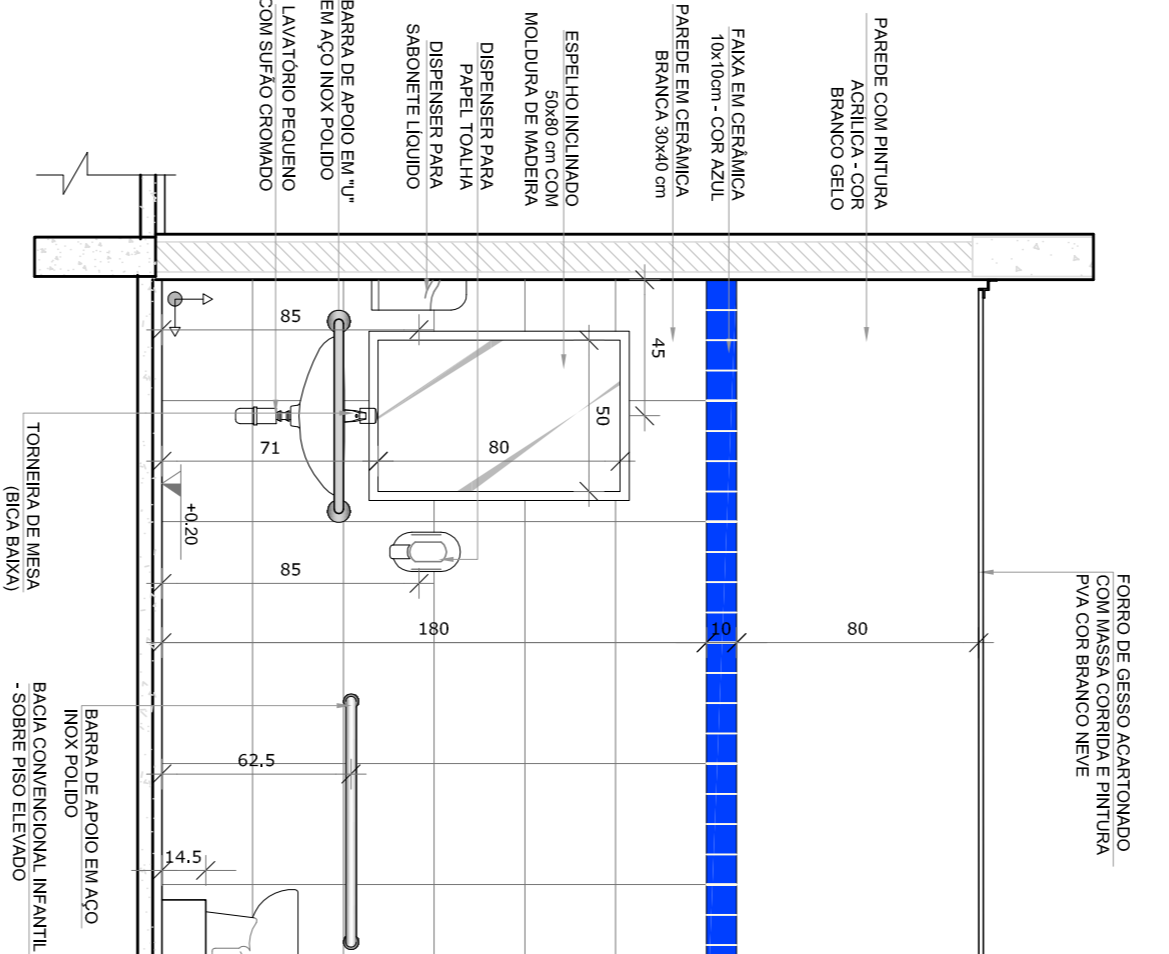 PAREDE COM PINTURA
ACRÍLICA - COR
BRANCO GELO
FAIXA EM CERÂMICA
10x10cm - COR AZUL
PAREDE EM CERÂMICA
BRANCA 30x40 cm
ESPELHO INCLINADO
50x80 cm COM
MOLDURA DE MADEIRA
DISPENSER PARA
PAPEL TOALHA
DISPENSER PARA
SABONETE LÍQUIDO
BARRA DE APOIO EM "U"
EM AÇO INOX POLIDO
LAVATÓRIO PEQUENO
COM SUFÃO CROMADO
85
45
50
80
71
+0.20
85
180
10
80
62.5
14.5
FORRO DE GESSO ACARTONADO
COM MASSA CORRIDA E PINTURA
PVA COR BRANCO NEVE
TORNEIRA DE MESA
(BICA BAIXA)
BARRA DE APOIO EM AÇO
INOX POLIDO
BACIA CONVENCIONAL INFANTIL
- SOBRE PISO ELEVADO